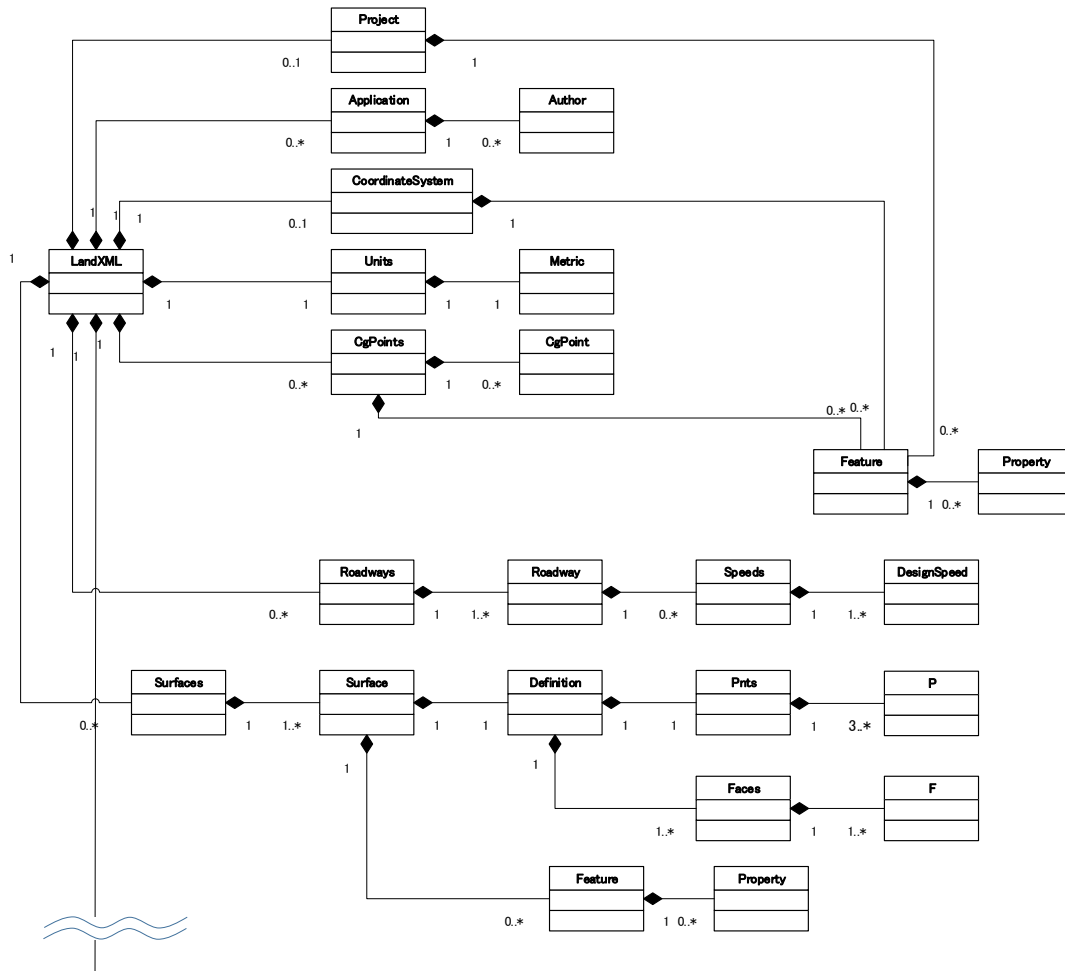 Project
0..1
1
Application
Author
0..*
1
0..*
CoordinateSystem
0..1
1
1
1
1
1
LandXML
Units
Metric
1
1
1
1
CgPoints
CgPoint
1
1
1
0..*
1
0..*
1
0..*
0..*
0..*
Feature
Property
1
0..*
Roadways
Roadway
Speeds
DesignSpeed
0..*
1
1..*
1
0..*
1
1..*
Surfaces
Surface
Definition
Pnts
P
0..*
1
1..*
1
1
1
1
1
3..*
1
1
Faces
F
1..*
1
1..*
Feature
Property
0..*
1
0..*